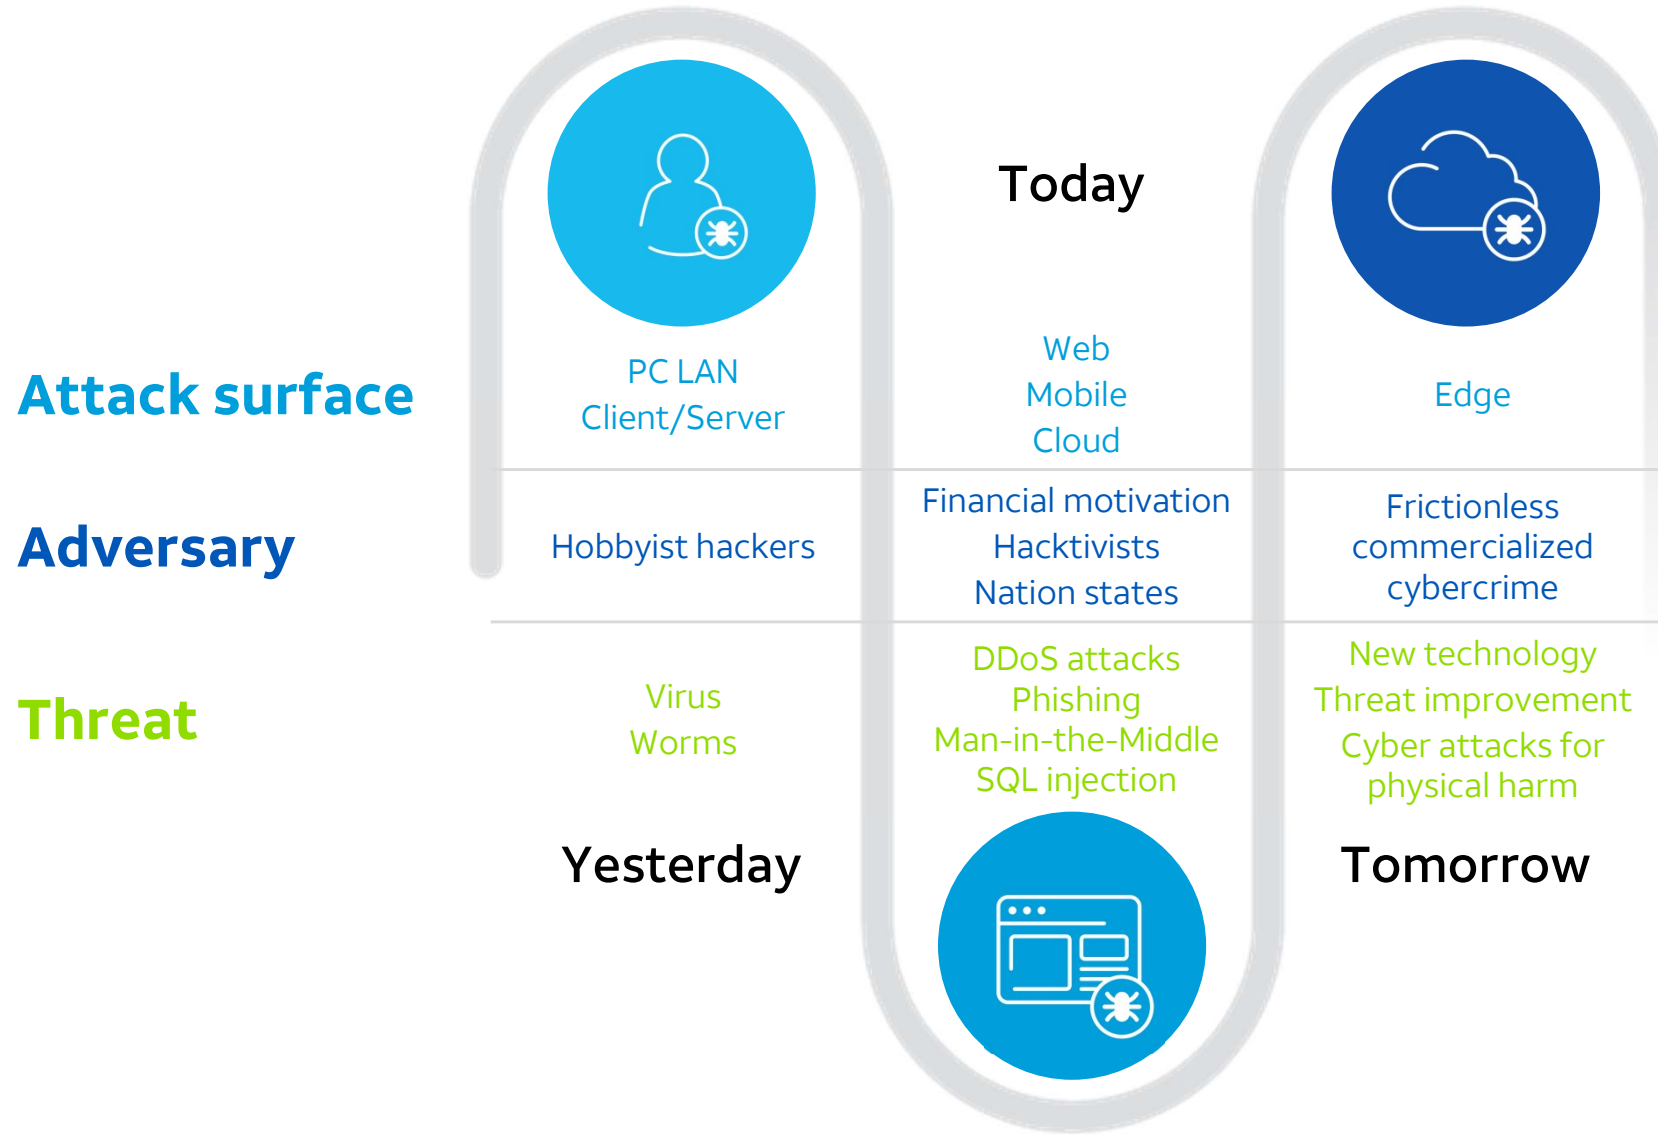 Today
Attack surface
PC LAN
Client/Server
Web
Mobile
Cloud
Edge
Adversary
Hobbyist hackers
Financial motivation
Hacktivists
Nation states
Frictionless
commercialized
cybercrime
Threat
Virus
Worms
DDoS attacks
Phishing
Man-in-the-Middle
SQL injection
New technology
Threat improvement
Cyber attacks for
physical harm
Yesterday
Tomorrow